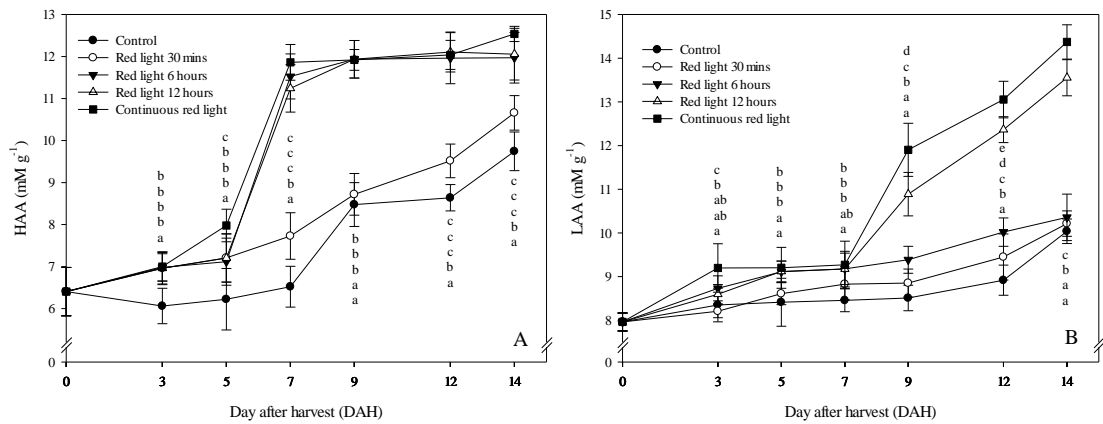 13
12
11
10
9
8
7
6
0
HAA (mM g-1)
Control
Red light 30 mins
Red light 6 hours
Red light 12 hours
Continuous red light
b
b
b
b
a
c
b
b
b
a
c
c
c
b
a
b
b
b
a
a
c
c
c
b
a
c
c
c
b
a
A
0
3
5
7
9
12
14
Day after harvest (DAH)
15
14
13
12
11
10
9
8
0
LAA (mM g-1)
Control
Red light 30 mins
Red light 6 hours
Red light 12 hours
Continuous red light
c
b
ab
ab
a
b
b
b
a
a
b
b
b
ab
a
d
c
b
a
a
e
d
c
b
a
c
b
a
a
B
0
3
5
7
9
12
14
Day after harvest (DAH)